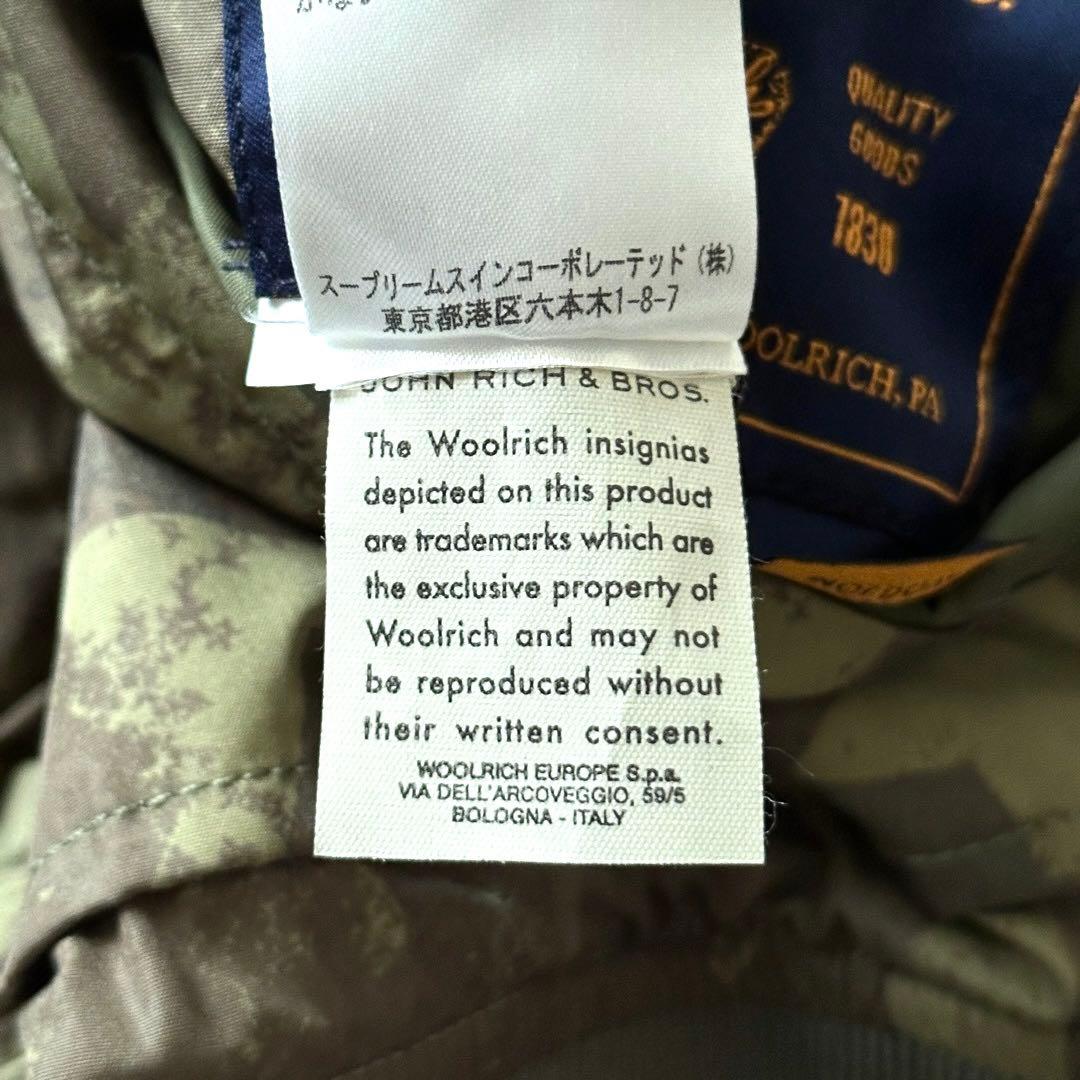 スープリームスインコーポレーテッド(株)
東京都港区六本木1-8-7
JOHN RICH & BROS.
The Woolrich insignias
depicted on this product
are trademarks which are
the exclusive property of
Woolrich and may not
be reproduced without
their written consent.
WOOLRICH EUROPE S.p.a.
VIA DELL'ARCOVEGGIO, 59/5
BOLOGNA - ITALY
QUALITY
GOODS
1830
WOOLRICH, PA